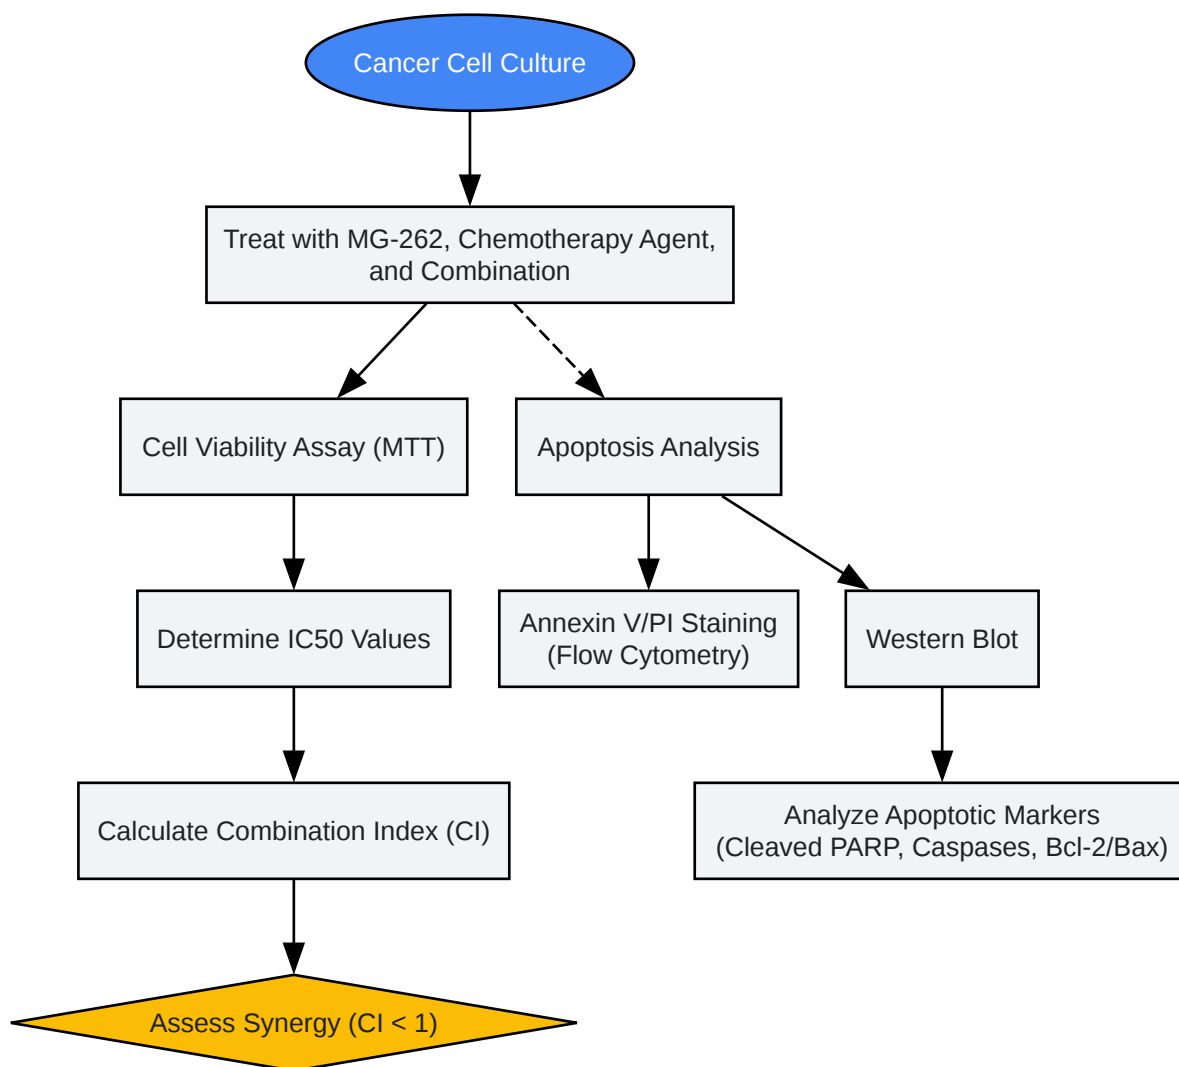 Cancer Cell Culture
Treat with MG-262, Chemotherapy Agent,
and Combination
Cell Viability Assay (MTT)
Apoptosis Analysis
Determine IC50 Values
Annexin V/PI Staining
(Flow Cytometry)
Western Blot
Calculate Combination Index (CI)
Analyze Apoptotic Markers
(Cleaved PARP, Caspases, Bcl-2/Bax)
Assess Synergy (CI < 1)